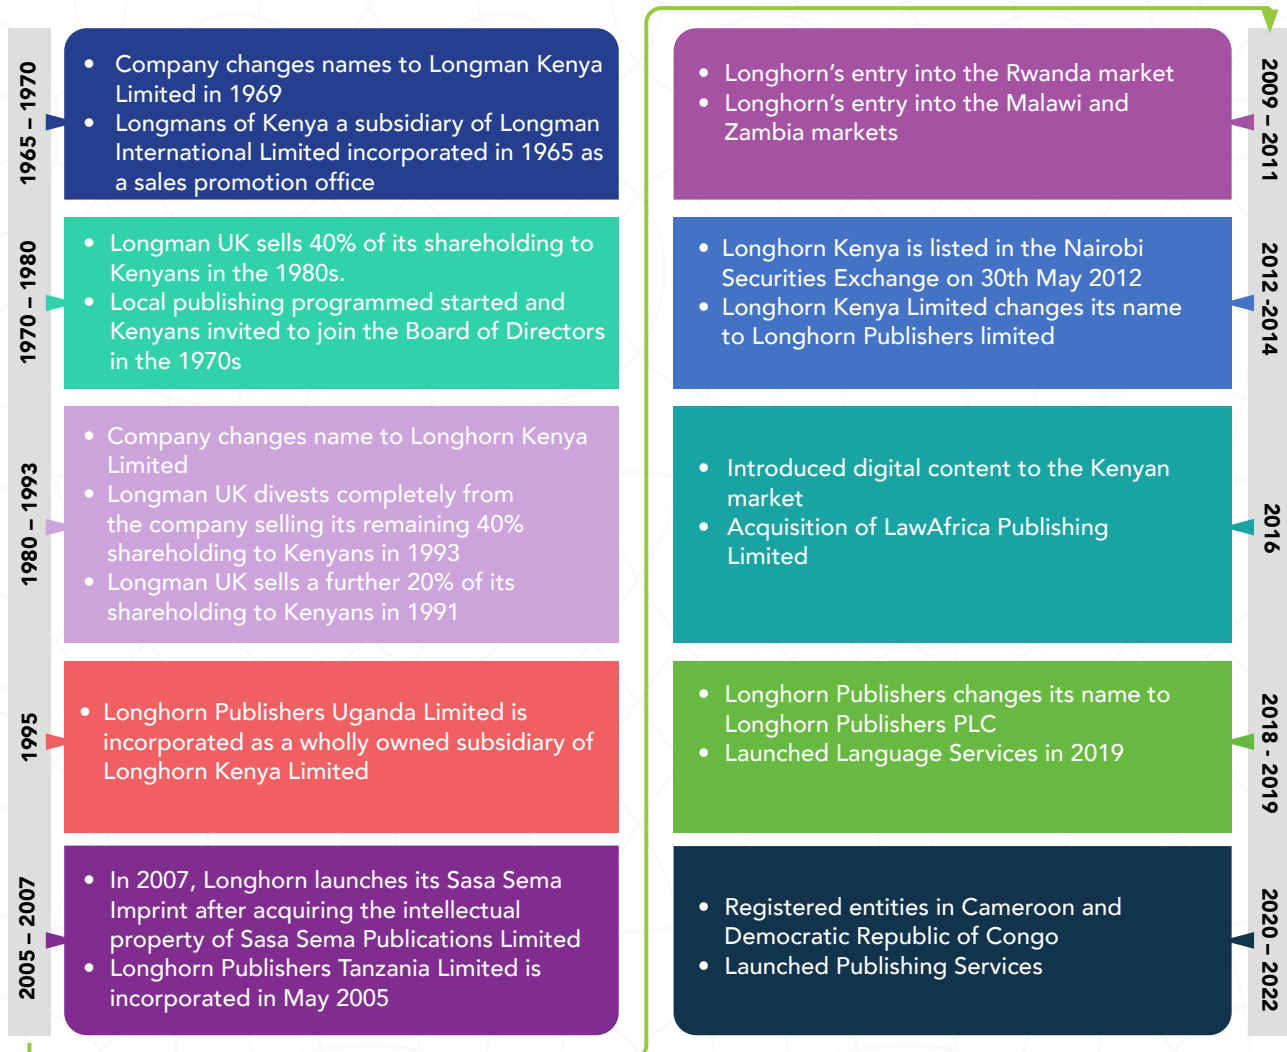 1965 – 1970
• Company changes names to Longman Kenya
Limited in 1969
• Longmans of Kenya a subsidiary of Longman
International Limited incorporated in 1965 as
a sales promotion office
1970 – 1980
• Longman UK sells 40% of its shareholding to
Kenyans in the 1980s.
• Local publishing programmed started and
Kenyans invited to join the Board of Directors
in the 1970s
1980 – 1993
• Company changes name to Longhorn Kenya
Limited
• Longman UK divests completely from
the company selling its remaining 40%
shareholding to Kenyans in 1993
• Longman UK sells a further 20% of its
shareholding to Kenyans in 1991
1995
• Longhorn Publishers Uganda Limited is
incorporated as a wholly owned subsidiary of
Longhorn Kenya Limited
2005 – 2007
• In 2007, Longhorn launches its Sasa Sema
Imprint after acquiring the intellectual
property of Sasa Sema Publications Limited
• Longhorn Publishers Tanzania Limited is
incorporated in May 2005
2009 – 2011
• Longhorn's entry into the Rwanda market
• Longhorn's entry into the Malawi and
Zambia markets
2012 -2014
• Longhorn Kenya is listed in the Nairobi
Securities Exchange on 30th May 2012
• Longhorn Kenya Limited changes its name
to Longhorn Publishers limited
2016
• Introduced digital content to the Kenyan
market
• Acquisition of LawAfrica Publishing
Limited
2018 - 2019
• Longhorn Publishers changes its name to
Longhorn Publishers PLC
• Launched Language Services in 2019
2020 – 2022
• Registered entities in Cameroon and
Democratic Republic of Congo
• Launched Publishing Services